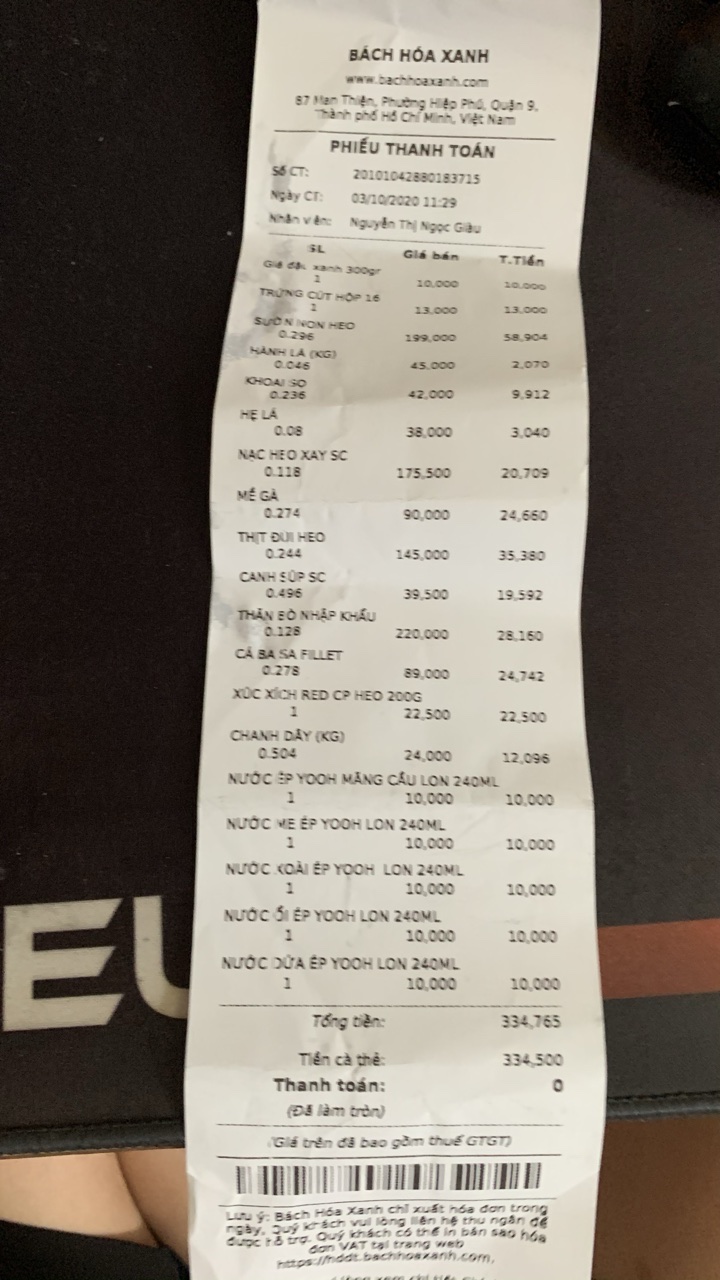 BÁCH HÓA XANH
www.bachhoaxanh.com
87 Man Thiện, Phường Hiệp Phú, Quận 9,
Thành phố Hồ Chí Minh, Việt Nam
PHIẾU THANH TOÁN
Số CT: 20101042880183715
Ngày CT: 03/10/2020 11:29
Nhân viên: Nguyễn Thị Ngọc Giàu
SL Giá bán T.Tiền
Giá đậu xanh 300gr
1 10,000 10,000
TRỨNG CÚT HỘP 16
1 13,000 13,000
SƯỜN NON HEO
0.296 199,000 58,904
HÀNH LÁ (KG)
0.046 45,000 2,070
KHOAI SỌ
0.236 42,000 9,912
HẸ LÁ
0.08 38,000 3,040
NẠC HEO XAY SC
0.118 175,500 20,709
MỀ GÀ
0.274 90,000 24,660
THỊT ĐÙI HEO
0.244 145,000 35,380
CANH SÚP SC
0.496 39,500 19,592
THĂN BÒ NHẬP KHẨU
0.128 220,000 28,160
CÁ BA SA FILLET
0.278 89,000 24,742
XÚC XÍCH RED CP HEO 200G
1 22,500 22,500
CHANH DÂY (KG)
0.504 24,000 12,096
NƯỚC ÉP YOOH MÃNG CẦU LON 240ML
1 10,000 10,000
NƯỚC ME ÉP YOOH LON 240ML
1 10,000 10,000
NƯỚC XOÀI ÉP YOOH LON 240ML
1 10,000 10,000
NƯỚC ỔI ÉP YOOH LON 240ML
1 10,000 10,000
NƯỚC DỨA ÉP YOOH LON 240ML
1 10,000 10,000
Tổng tiền: 334,765
Tiền cà thẻ: 334,500
Thanh toán: 0
(Đã làm tròn)
(Giá trên đã bao gồm thuế GTGT)
Lưu ý: Bách Hóa Xanh chỉ xuất hóa đơn trong
ngày, Quý khách vui lòng liên hệ thu ngân để
được hỗ trợ. Quý khách có thể in bản sao hóa
đơn VAT tại trang web
https://hddt.bachhoaxanh.com,
EU